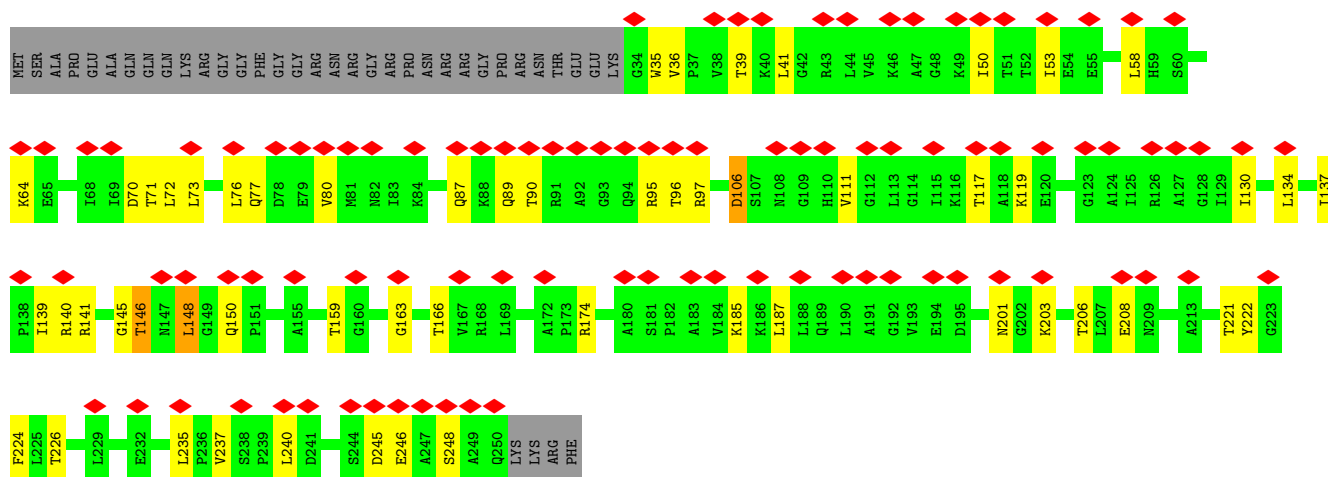 MET SER ALA PRO GLU ALA GLN GLN GLN LYS ARG GLY GLY PHE GLY GLY ARG ASN ARG GLY ARG PRO ASN ARG ARG GLY PRO ARG ASN THR GLU GLU LYS G34 W35 V36 P37 V38 T39 K40 L41 G42 R43 L44 V45 K46 A47 G48 K49 I50 T51 T52 I53 E54 E55 L58 H59 S60
K64 E65 I68 I69 D70 T71 L72 L73 L76 Q77 D78 E79 V80 M81 N82 I83 K84 Q87 K88 Q89 T90 R91 A92 G93 Q94 R95 T96 R97 D106 S107 N108 G109 H110 V111 G112 L113 G114 I115 K116 T117 A118 K119 E120 G123 A124 I125 R126 A127 G128 I129 I130 L134 I137
P138 I139 R140 R141 G145 T146 N147 L148 G149 Q150 P151 A155 T159 G160 G163 T166 V167 R168 L169 A172 P173 R174 A180 S181 P182 A183 V184 K185 K186 L187 L188 Q189 L190 A191 G192 V193 E194 D195 N201 G202 K203 T206 L207 E208 N209 A213 T221 Y222 G223
F224 L225 T226 L229 E232 L235 P236 V237 S238 P239 L240 D241 S244 D245 E246 A247 S248 A249 Q250 LYS LYS ARG PHE